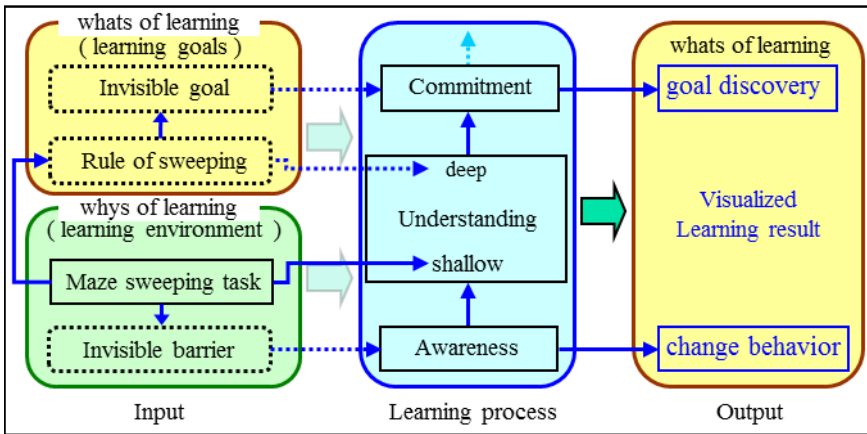 whats of learning
( learning goals )
Invisible goal
Rule of sweeping
whys of learning
( learning environment )
Maze sweeping task
Invisible barrier
Input
Commitment
deep
Understanding
shallow
Awareness
Learning process
whats of learning
goal discovery
Visualized
Learning result
change behavior
Output